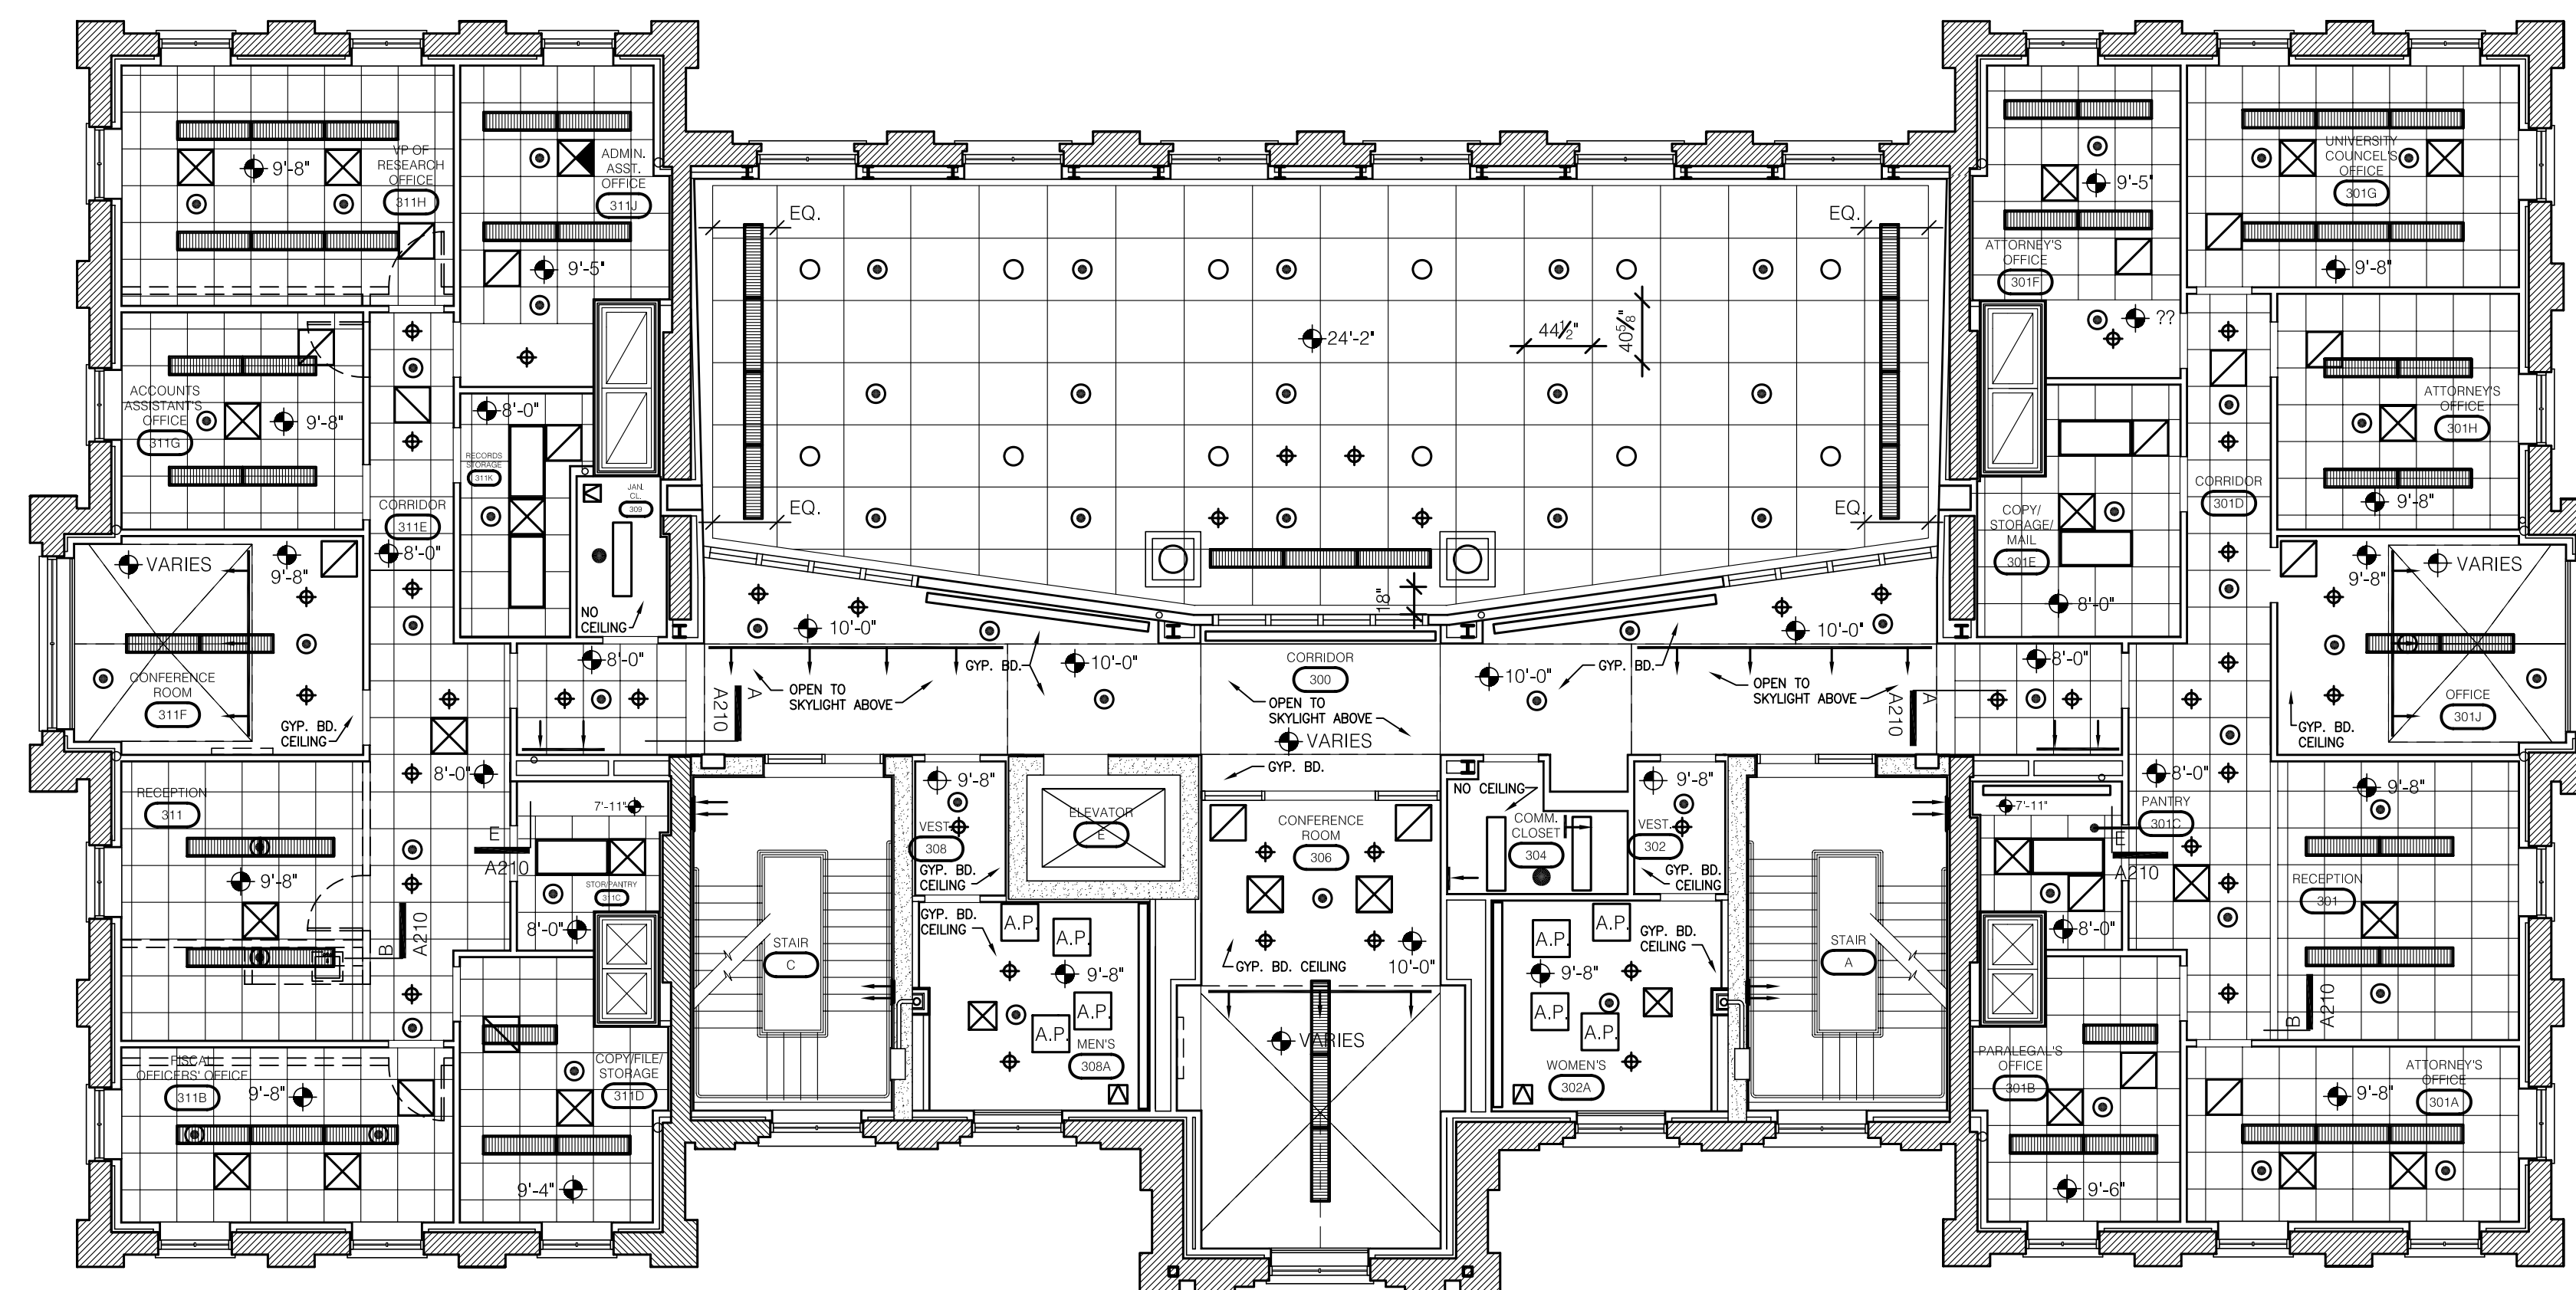 VP OF
RESEARCH
OFFICE
311H
9'-8"
ADMIN.
ASST.
OFFICE
311J
9'-5"
EQ.
EQ.
EQ.
EQ.
24'-2"
44 1/2"
40 5/8"
18"
9'-5"
ATTORNEY'S
OFFICE
301F
??
UNIVERSITY
COUNCEL'S
OFFICE
301G
9'-8"
ACCOUNTS
ASSISTANT'S
OFFICE
311G
9'-8"
CORRIDOR
311E
8'-0"
8'-0"
RECORDS
STORAGE
311K
JAN.
CL.
309
NO
CEILING
COPY/
STORAGE/
MAIL
301E
8'-0"
CORRIDOR
301D
ATTORNEY'S
OFFICE
301H
9'-8"
VARIES
9'-8"
CONFERENCE
ROOM
311F
GYP. BD.
CEILING
8'-0"
10'-0"
GYP. BD.
10'-0"
OPEN TO
SKYLIGHT ABOVE
A
A210
CORRIDOR
300
OPEN TO
SKYLIGHT ABOVE
VARIES
GYP. BD.
10'-0"
GYP. BD.
10'-0"
OPEN TO
SKYLIGHT ABOVE
A
A210
8'-0"
9'-8"
VARIES
OFFICE
301J
GYP. BD.
CEILING
RECEPTION
311
9'-8"
8'-0"
E
A210
B
A210
7'-11"
STOR/PANTRY
311C
8'-0"
STAIR
C
9'-8"
VEST.
308
GYP. BD.
CEILING
ELEVATOR
E
CONFERENCE
ROOM
306
GYP. BD. CEILING
10'-0"
VARIES
NO CEILING
COMM.
CLOSET
304
9'-8"
VEST.
302
GYP. BD.
CEILING
STAIR
A
7'-11"
8'-0"
PANTRY
301C
8'-0"
E
A210
9'-8"
RECEPTION
301
B
A210
GYP. BD.
CEILING
A.P.
A.P.
A.P.
A.P.
9'-8"
MEN'S
308A
A.P.
A.P.
A.P.
A.P.
GYP. BD.
CEILING
9'-8"
WOMEN'S
302A
FISCAL
OFFICERS' OFFICE
311B
9'-8"
COPY/FILE/
STORAGE
311D
9'-4"
PARALEGAL'S
OFFICE
301B
9'-6"
ATTORNEY'S
OFFICE
301A
9'-8"